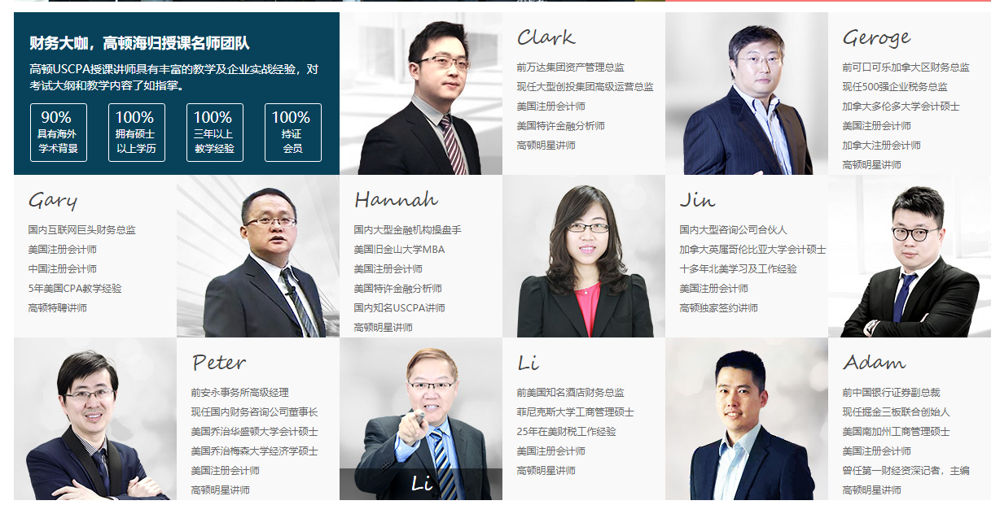 财务大咖，高顿海归授课名师团队
高顿USCPA授课讲师具有丰富的教学及企业实战经验，对
考试大纲和教学内容了如指掌。
90%
具有海外
学术背景
100%
拥有硕士
以上学历
100%
三年以上
教学经验
100%
持证
会员
Clark
前万达集团资产管理总监
现任大型创投集团高级运营总监
美国注册会计师
美国特许金融分析师
高顿明星讲师
Geroge
前可口可乐加拿大区财务总监
现任500强企业税务总监
加拿大多伦多大学会计硕士
美国注册会计师
加拿大注册会计师
高顿明星讲师
Gary
国内互联网巨头财务总监
美国注册会计师
中国注册会计师
5年美国CPA教学经验
高顿特聘讲师
Hannah
国内大型金融机构操盘手
美国旧金山大学MBA
美国注册会计师
美国特许金融分析师
国内知名USCPA讲师
高顿明星讲师
Jin
国内大型咨询公司合伙人
加拿大英属哥伦比亚大学会计硕士
十多年北美学习及工作经验
美国注册会计师
高顿独家签约讲师
Peter
前安永事务所高级经理
现任国内财务咨询公司董事长
美国乔治华盛顿大学会计硕士
美国乔治梅森大学经济学硕士
美国注册会计师
高顿明星讲师
Li
Li
前美国知名酒店财务总监
菲尼克斯大学工商管理硕士
25年在美财税工作经验
美国注册会计师
高顿明星讲师
Adam
前中国银行证券副总裁
现任掘金三板联合创始人
美国南加州工商管理硕士
美国注册会计师
曾任第一财经资深记者，主编
高顿明星讲师